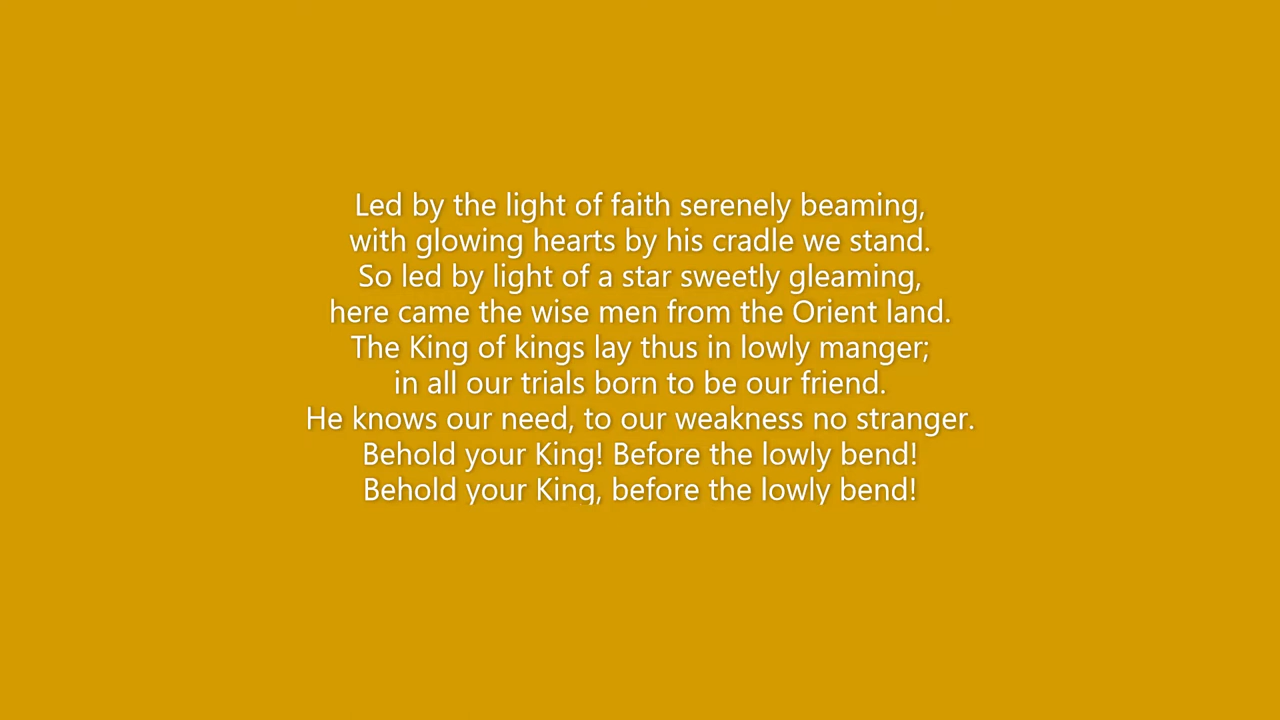 Led by the light of faith serenely beaming,
with glowing hearts by his cradle we stand.
So led by light of a star sweetly gleaming,
here came the wise men from the Orient land.
The King of kings lay thus in lowly manger;
in all our trials born to be our friend.
He knows our need, to our weakness no stranger.
Behold your King! Before the lowly bend!
Behold your King, before the lowly bend!